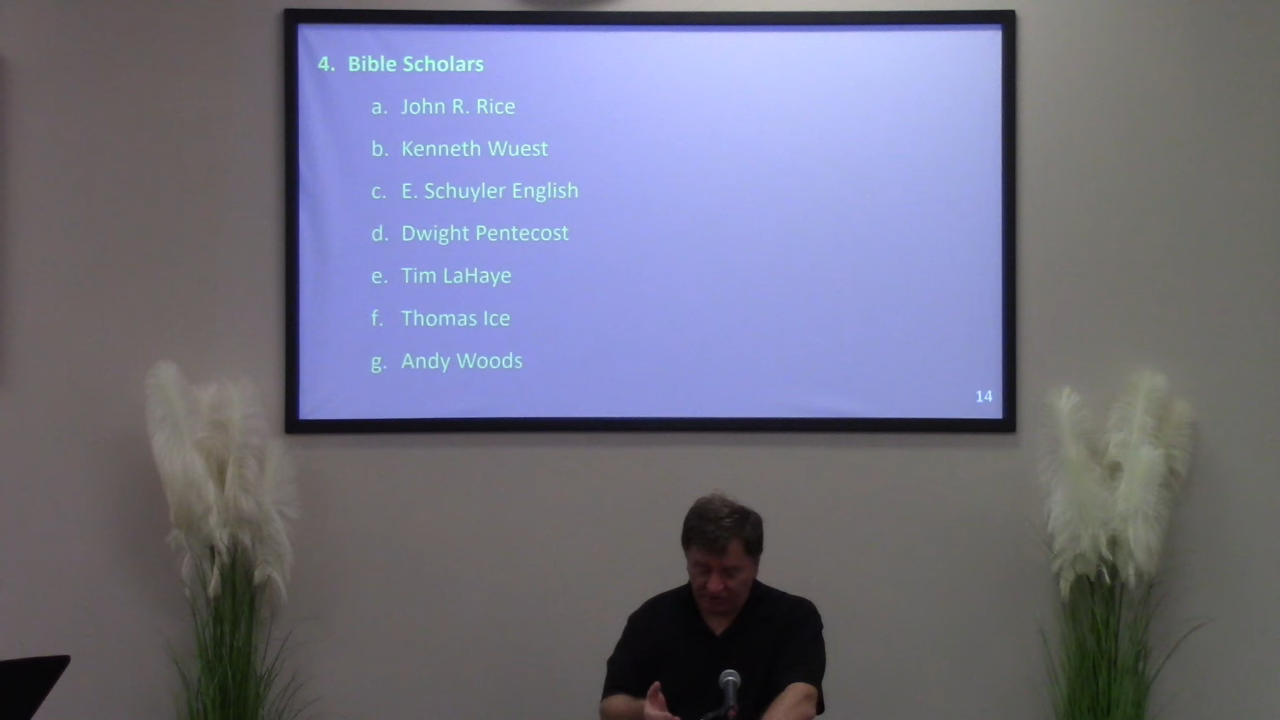 4. Bible Scholars
a. John R. Rice
b. Kenneth Wuest
c. E. Schuyler English
d. Dwight Pentecost
e. Tim LaHaye
f. Thomas Ice
g. Andy Woods
14